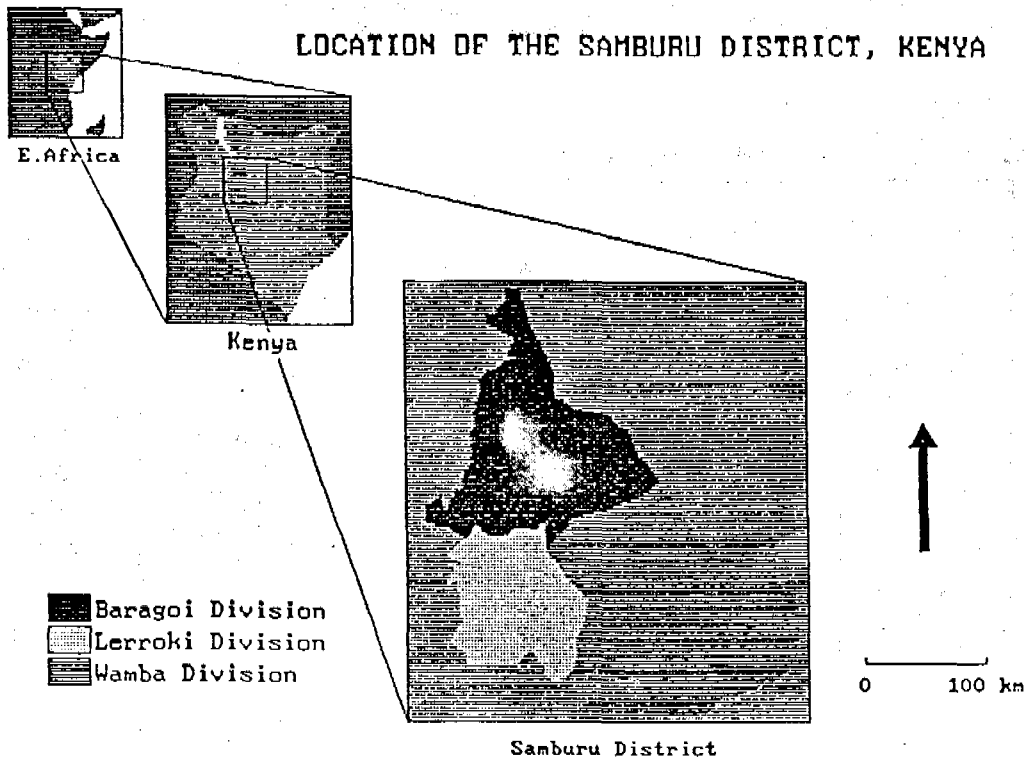 LOCATION OF THE SAMBURU DISTRICT, KENYA
E.Africa
Kenya
Baragoi Division
Lerroki Division
Wamba Division
0 100 km
Samburu District